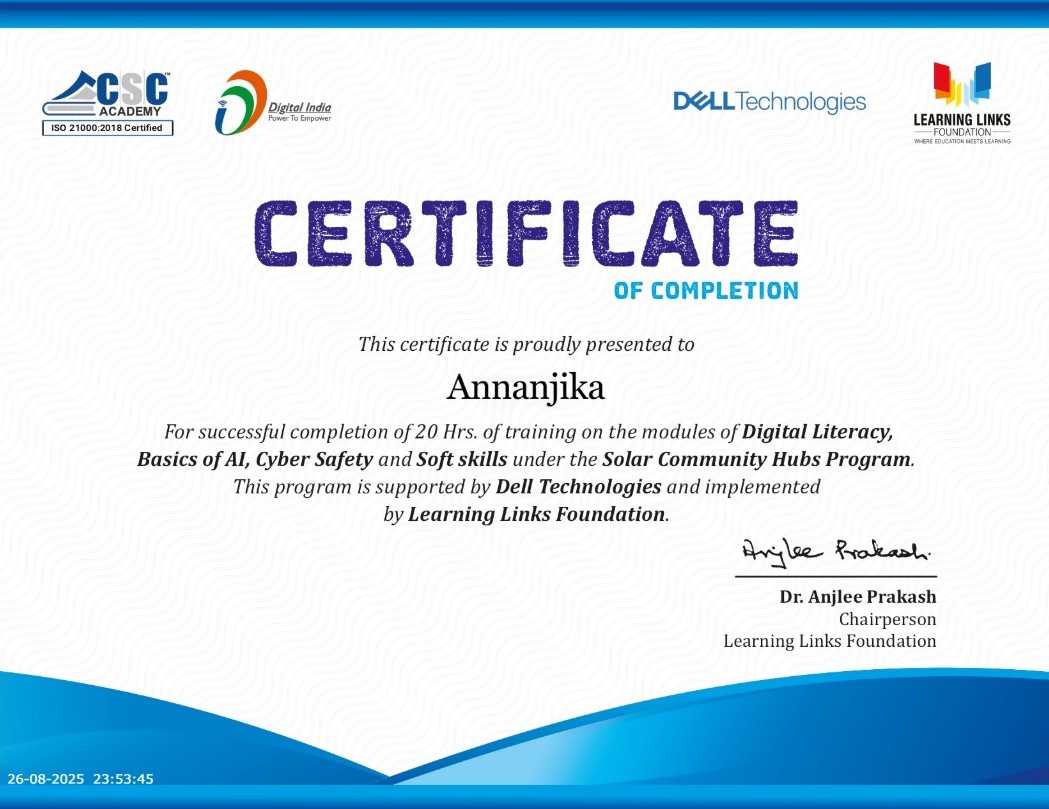 CSC™
ACADEMY
ISO 21000:2018 Certified
Digital India
Power To Empower
DELLTechnologies
LEARNING LINKS
FOUNDATION
WHERE EDUCATION MEETS LEARNING
CERTIFICATE
OF COMPLETION
This certificate is proudly presented to
Annanjika
For successful completion of 20 Hrs. of training on the modules of Digital Literacy,
Basics of AI, Cyber Safety and Soft skills under the Solar Community Hubs Program.
This program is supported by Dell Technologies and implemented
by Learning Links Foundation.
Anjlee Prakash
Dr. Anjlee Prakash
Chairperson
Learning Links Foundation
26-08-2025 23:53:45